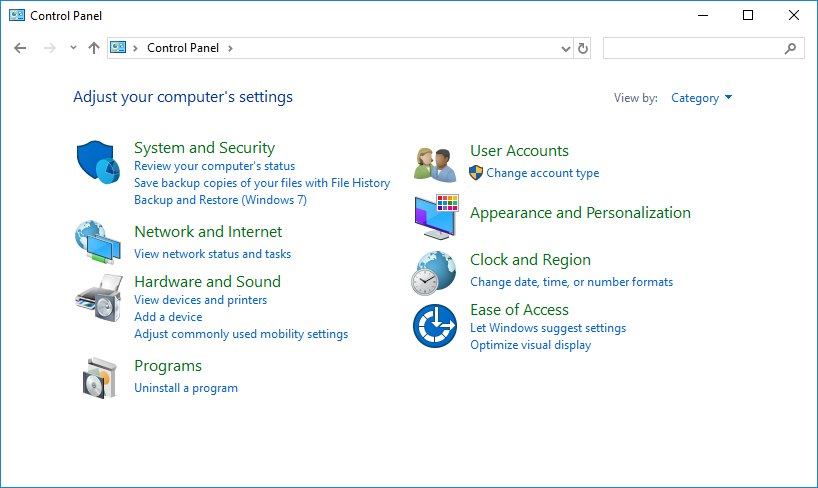 Control Panel
Control Panel
Adjust your computer's settings
View by: Category
System and Security
Review your computer's status
Save backup copies of your files with File History
Backup and Restore (Windows 7)
Network and Internet
View network status and tasks
Hardware and Sound
View devices and printers
Add a device
Adjust commonly used mobility settings
Programs
Uninstall a program
User Accounts
Change account type
Appearance and Personalization
Clock and Region
Change date, time, or number formats
Ease of Access
Let Windows suggest settings
Optimize visual display